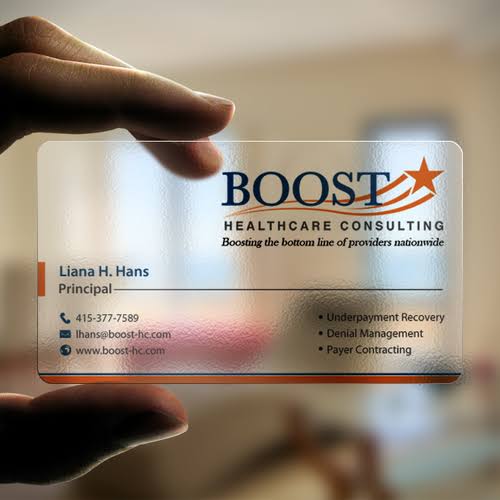 BOOST
HEALTHCARE CONSULTING
Boosting the bottom line of providers nationwide
Liana H. Hans
Principal
415-377-7589
lhans@boost-hc.com
www.boost-hc.com
• Underpayment Recovery
• Denial Management
• Payer Contracting